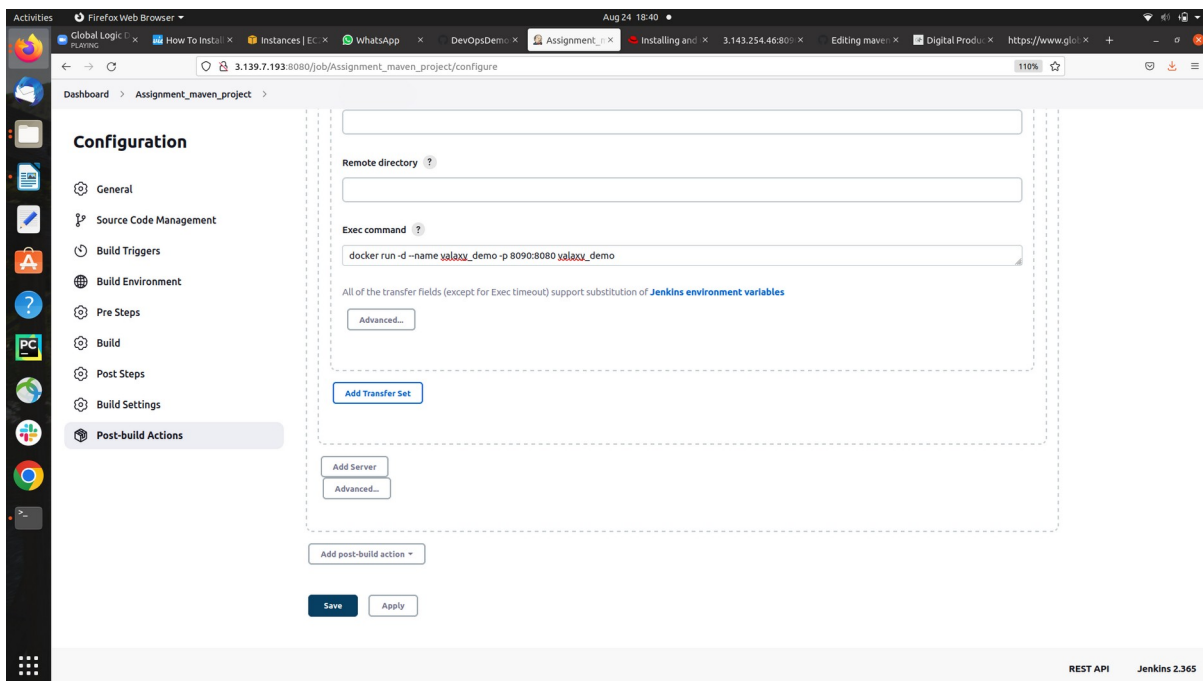 Activities Firefox Web Browser Aug 24 18:40
Global Logic D PLAYING How To Install Instances | EC WhatsApp DevOpsDemo Assignment_ Installing and 3.143.254.46:809 Editing maven Digital Produc https://www.glo
3.139.7.193:8080/job/Assignment_maven_project/configure 110%
Dashboard > Assignment_maven_project >
Configuration
General
Source Code Management
Build Triggers
Build Environment
Pre Steps
Build
Post Steps
Build Settings
Post-build Actions
Remote directory ?
Exec command ?
docker run -d --name valaxy_demo -p 8090:8080 valaxy_demo
All of the transfer fields (except for Exec timeout) support substitution of Jenkins environment variables
Advanced...
Add Transfer Set
Add Server
Advanced...
Add post-build action
Save Apply
REST API Jenkins 2.365